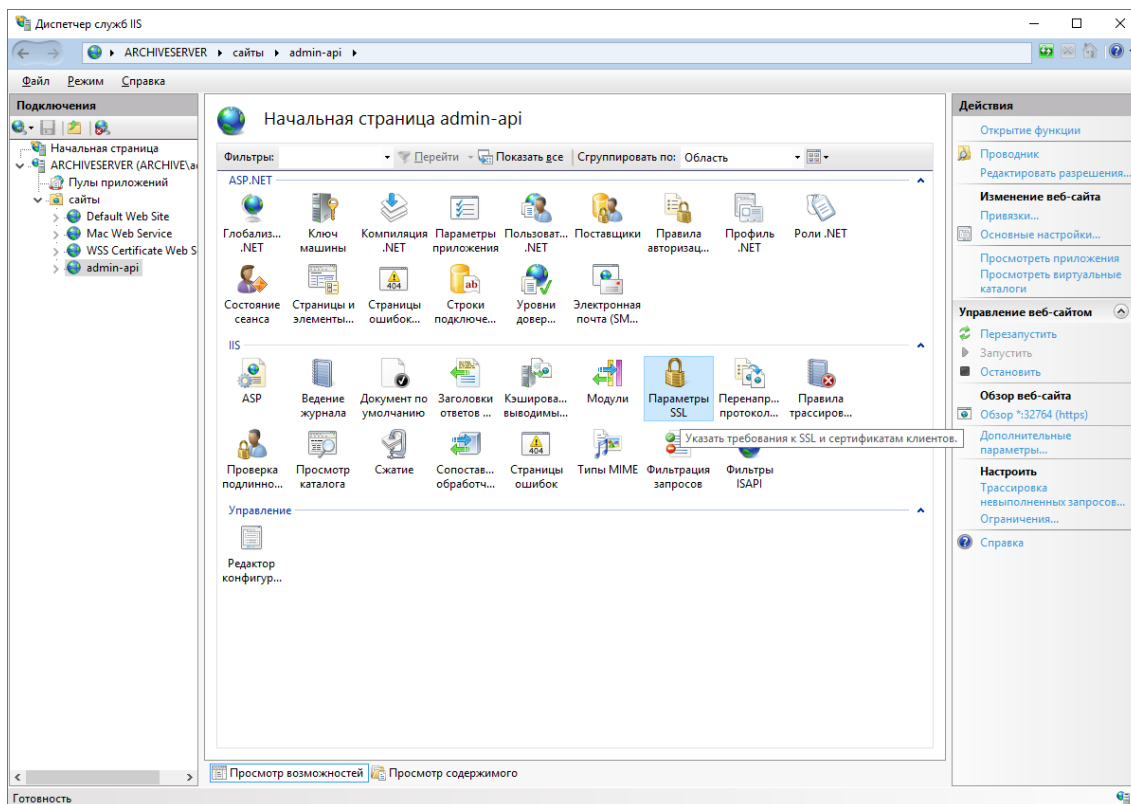 Диспетчер служб IIS
ARCHIVESERVER
сайты
admin-api
Файл Режим Справка
Подключения
Начальная страница
ARCHIVESERVER (ARCHIVE\
Пулы приложений
сайты
Default Web Site
Mac Web Service
WSS Certificate Web S
admin-api
Начальная страница admin-api
Фильтры:
Перейти
Показать все
Сгруппировать по:
Область
ASP.NET
Глобализ... .NET
Ключ машины
Компиляция .NET
Параметры приложения
Пользоват... .NET
Поставщики
Правила авторизац...
Профиль .NET
Роли .NET
Состояние сеанса
Страницы и элементы...
Страницы ошибок...
Строки подключе...
Уровни довер...
Электронная почта (SM...
IIS
ASP
Ведение журнала
Документ по умолчанию
Заголовки ответов ...
Кэширова... выводимы...
Модули
Параметры SSL
Перенапр... протокол...
Правила трассиров...
Указать требования к SSL и сертификатам клиентов.
Проверка подлинно...
Просмотр каталога
Сжатие
Сопостав... обработч...
Страницы ошибок
Типы MIME
Фильтрация запросов
Фильтры ISAPI
Управление
Редактор конфигур...
Просмотр возможностей
Просмотр содержимого
Действия
Открытие функции
Проводник
Редактировать разрешения...
Изменение веб-сайта
Привязки...
Основные настройки...
Просмотреть приложения
Просмотреть виртуальные
каталоги
Управление веб-сайтом
Перезапустить
Запустить
Остановить
Обзор веб-сайта
Обзор *:32764 (https)
Дополнительные
параметры...
Настроить
Трассировка
невыполненных запросов...
Ограничения...
Справка
Готовность